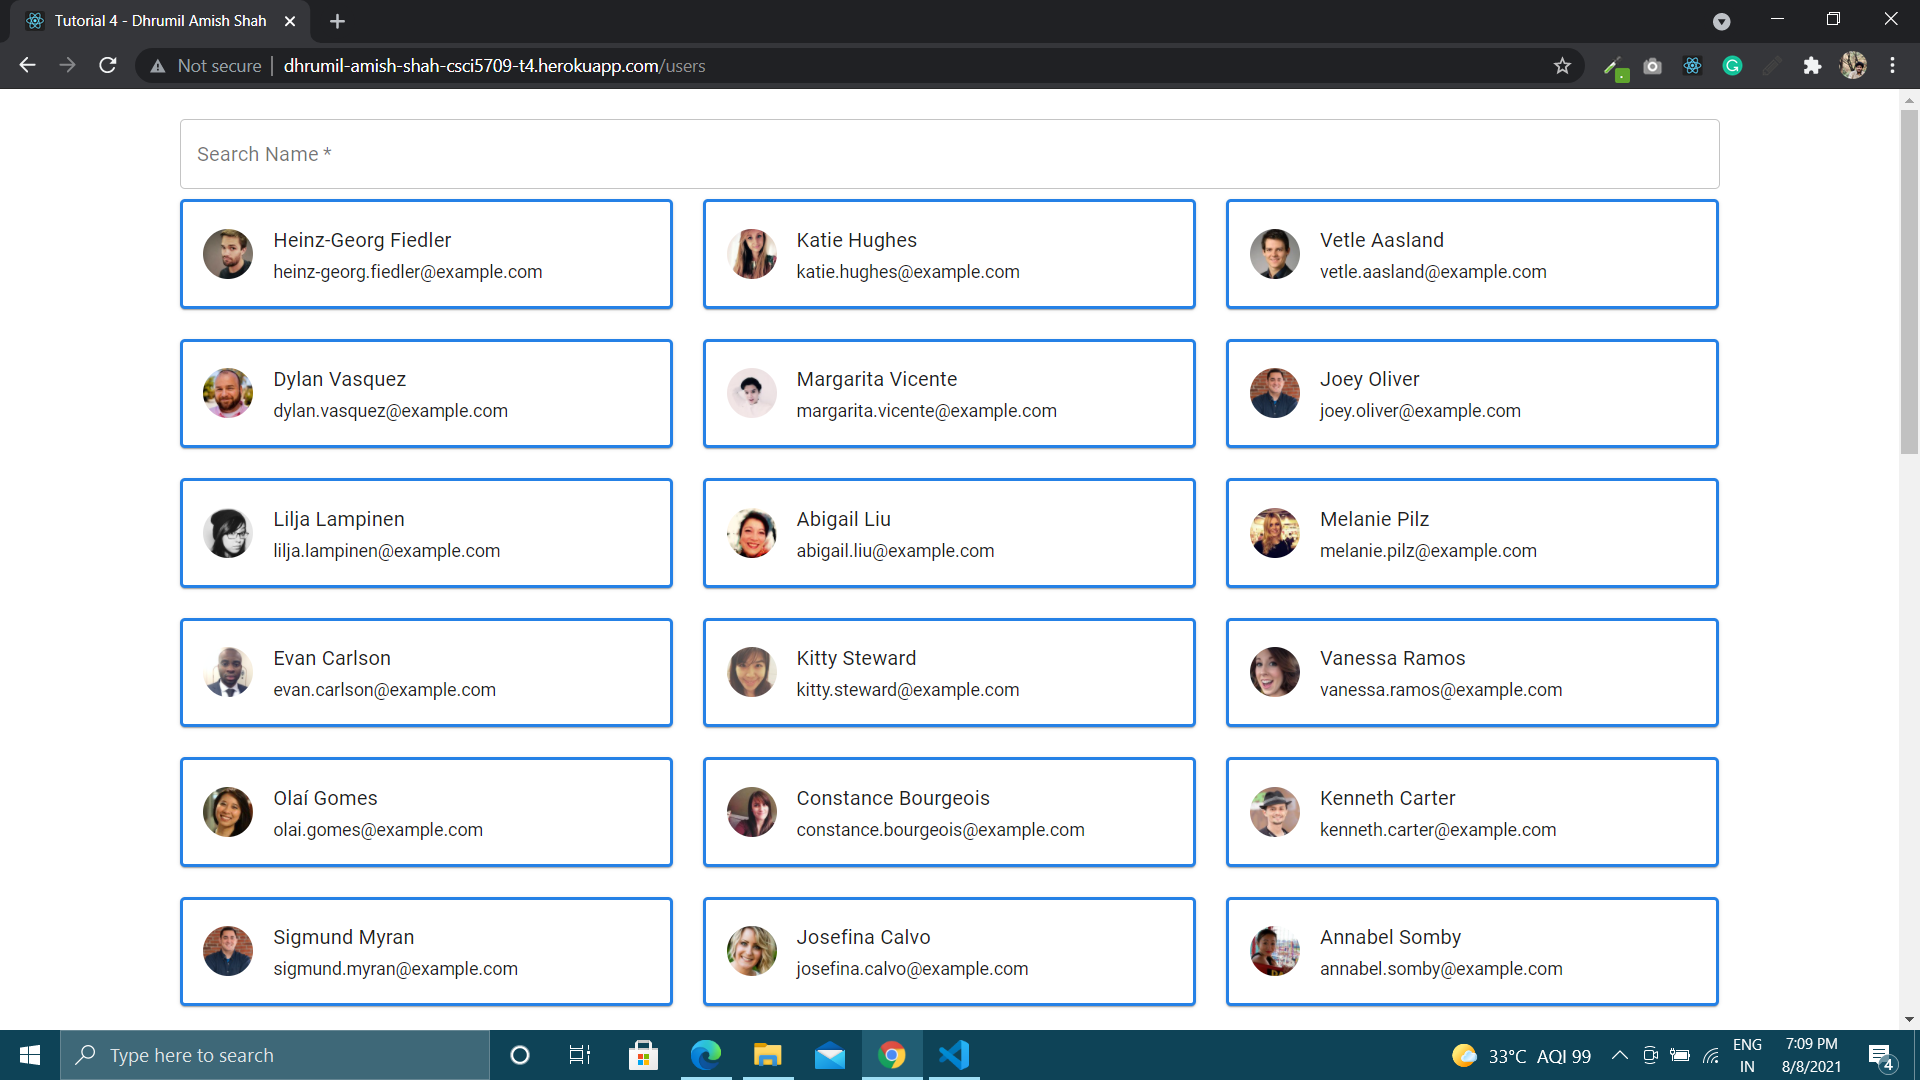 Tutorial 4 - Dhrumil Amish Shah
Not secure
dhrumil-amish-shah-csci5709-t4.herokuapp.com/users
Search Name *
Heinz-Georg Fiedler
heinz-georg.fiedler@example.com
Katie Hughes
katie.hughes@example.com
Vetle Aasland
vetle.aasland@example.com
Dylan Vasquez
dylan.vasquez@example.com
Margarita Vicente
margarita.vicente@example.com
Joey Oliver
joey.oliver@example.com
Lilja Lampinen
lilja.lampinen@example.com
Abigail Liu
abigail.liu@example.com
Melanie Pilz
melanie.pilz@example.com
Evan Carlson
evan.carlson@example.com
Kitty Steward
kitty.steward@example.com
Vanessa Ramos
vanessa.ramos@example.com
Olaí Gomes
olai.gomes@example.com
Constance Bourgeois
constance.bourgeois@example.com
Kenneth Carter
kenneth.carter@example.com
Sigmund Myran
sigmund.myran@example.com
Josefina Calvo
josefina.calvo@example.com
Annabel Somby
annabel.somby@example.com
Type here to search
33°C AQI 99
ENG
IN
7:09 PM
8/8/2021
4